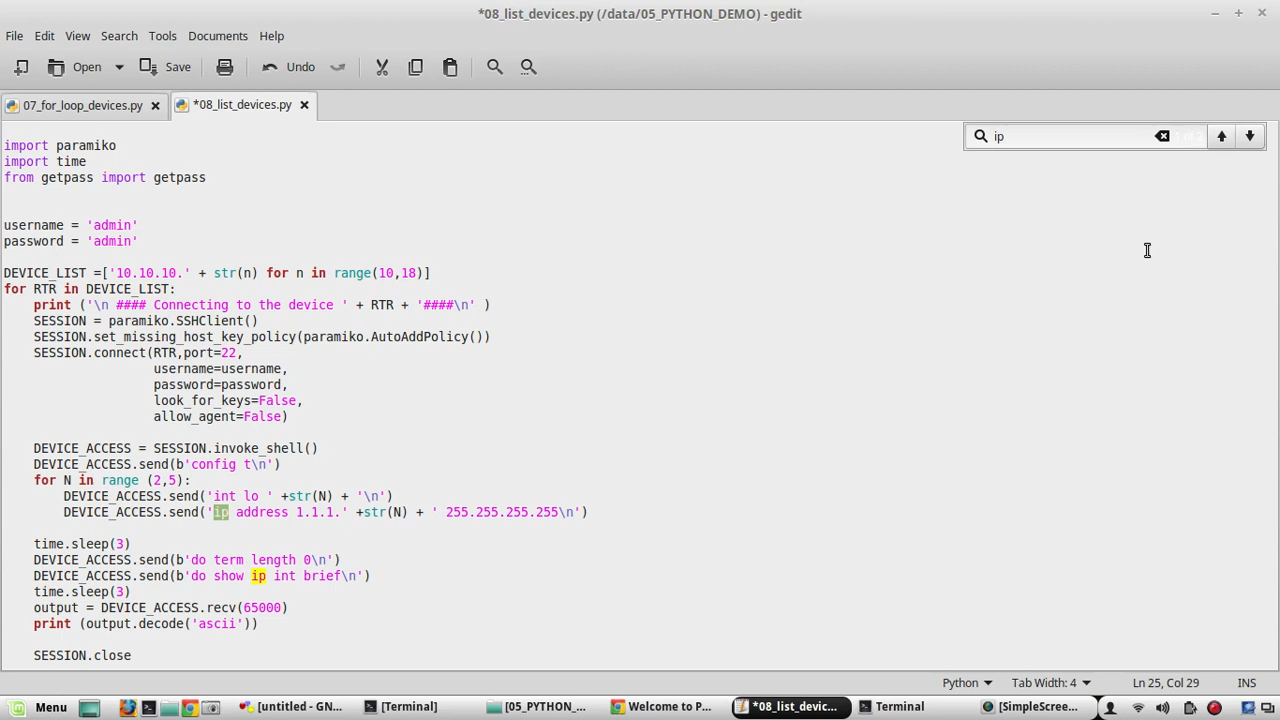 *08_list_devices.py (/data/05_PYTHON_DEMO) - gedit
File Edit View Search Tools Documents Help
Open Save Undo
07_for_loop_devices.py *08_list_devices.py
ip
import paramiko
import time
from getpass import getpass
username = 'admin'
password = 'admin'
DEVICE_LIST =['10.10.10.' + str(n) for n in range(10,18)]
for RTR in DEVICE_LIST:
    print ('\n #### Connecting to the device ' + RTR + '####\n' )
    SESSION = paramiko.SSHClient()
    SESSION.set_missing_host_key_policy(paramiko.AutoAddPolicy())
    SESSION.connect(RTR,port=22,
                    username=username,
                    password=password,
                    look_for_keys=False,
                    allow_agent=False)
    DEVICE_ACCESS = SESSION.invoke_shell()
    DEVICE_ACCESS.send(b'config t\n')
    for N in range (2,5):
        DEVICE_ACCESS.send('int lo ' +str(N) + '\n')
        DEVICE_ACCESS.send('ip address 1.1.1.' +str(N) + ' 255.255.255.255\n')
    time.sleep(3)
    DEVICE_ACCESS.send(b'do term length 0\n')
    DEVICE_ACCESS.send(b'do show ip int brief\n')
    time.sleep(3)
    output = DEVICE_ACCESS.recv(65000)
    print (output.decode('ascii'))
    SESSION.close
Python Tab Width: 4 Ln 25, Col 29 INS
Menu [untitled - GN... [Terminal] [05_PYTHON_... Welcome to P... *08_list_devic... Terminal [SimpleScree...